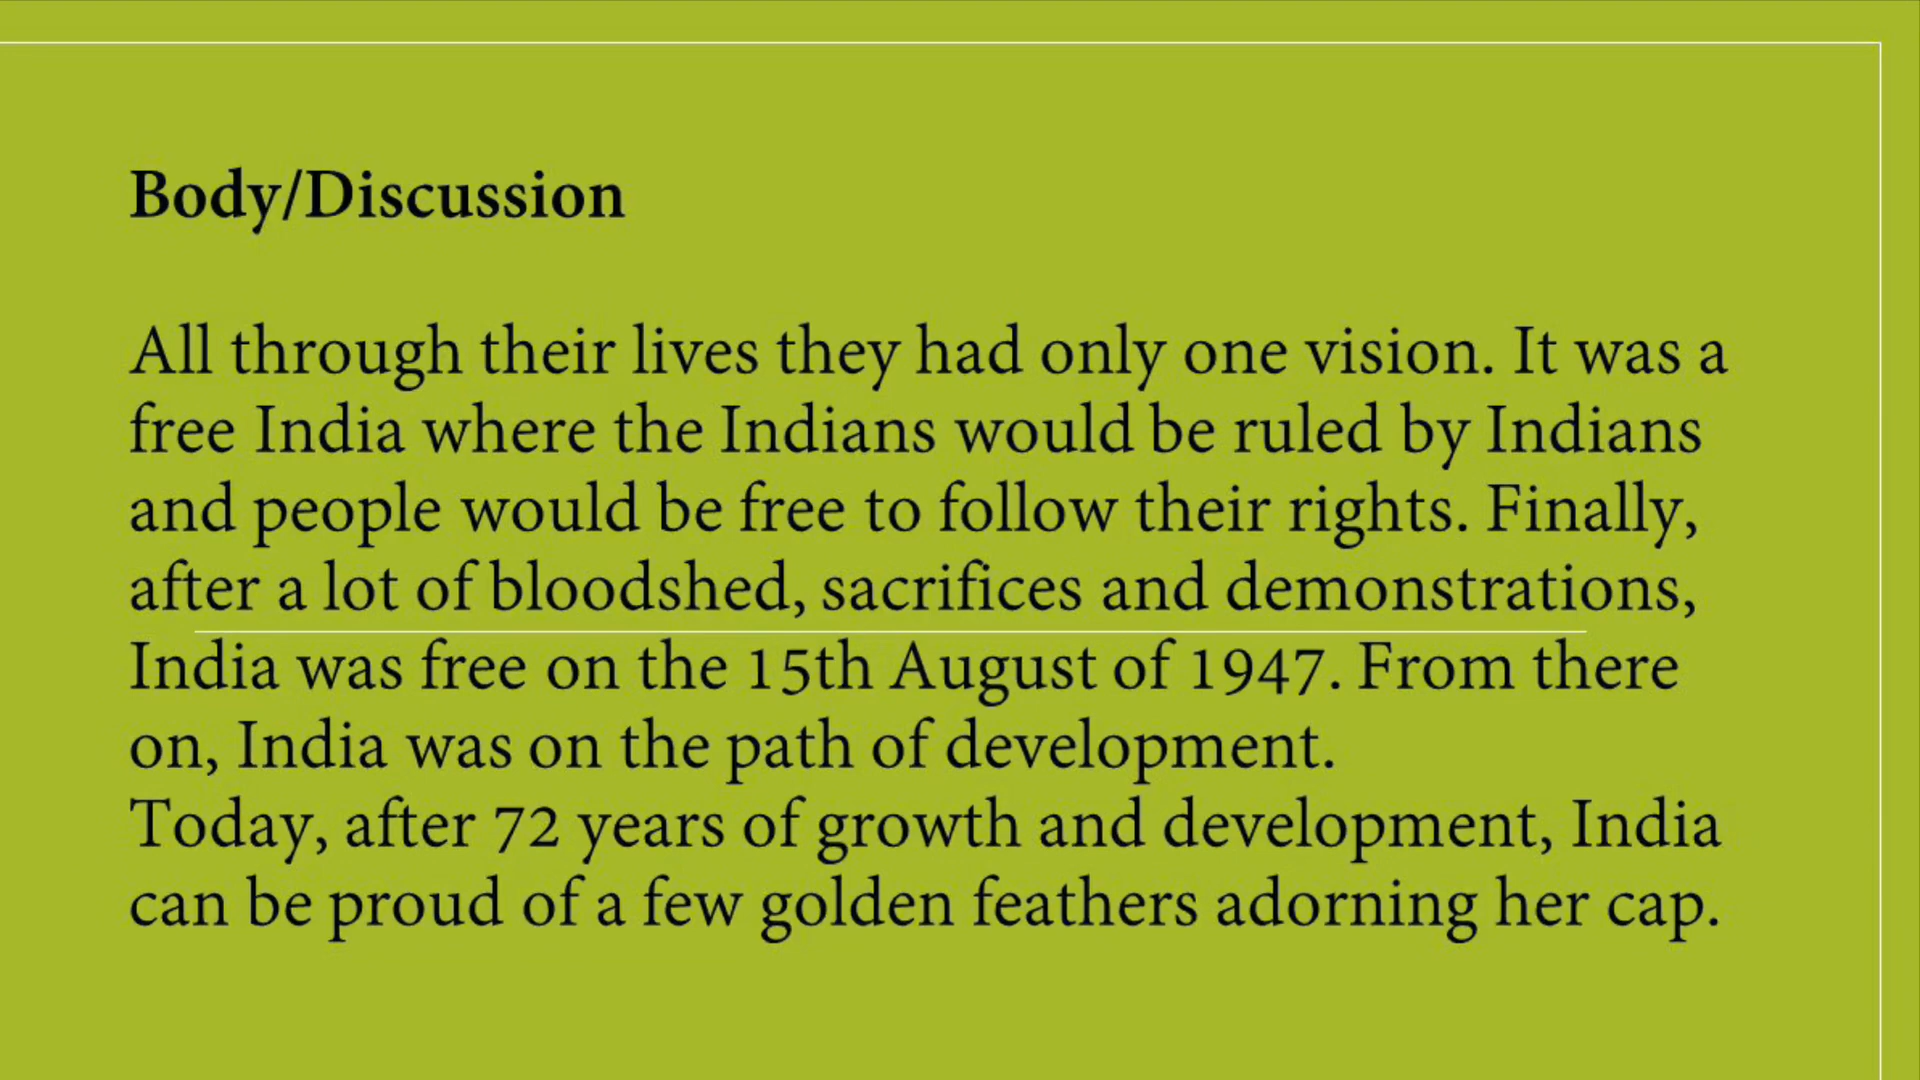 Body/Discussion
All through their lives they had only one vision. It was a
free India where the Indians would be ruled by Indians
and people would be free to follow their rights. Finally,
after a lot of bloodshed, sacrifices and demonstrations,
India was free on the 15th August of 1947. From there
on, India was on the path of development.
Today, after 72 years of growth and development, India
can be proud of a few golden feathers adorning her cap.